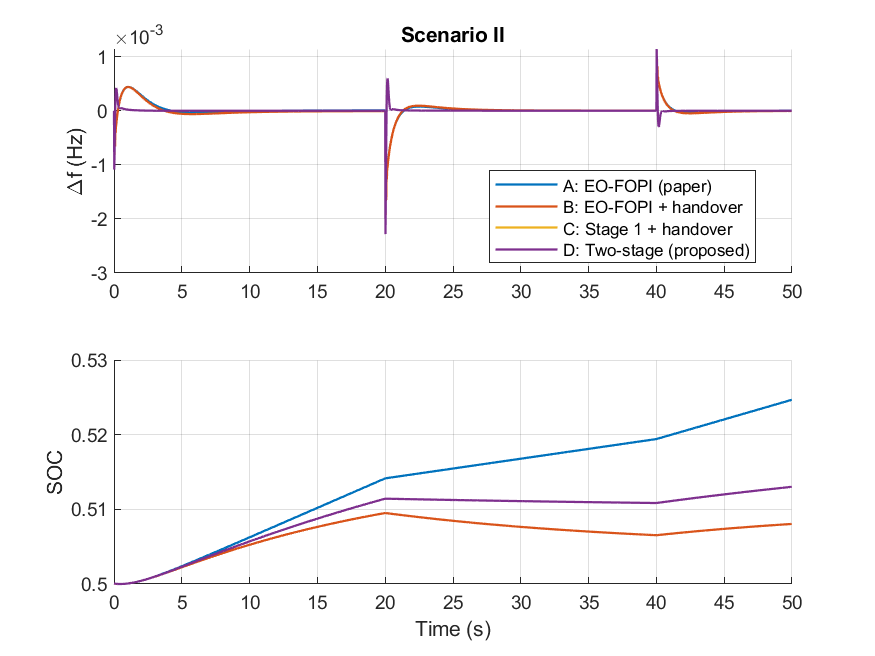 Scenario II
×10⁻³
1
0
-1
-2
-3
Δf (Hz)
0 5 10 15 20 25 30 35 40 45 50
A: EO-FOPI (paper)
B: EO-FOPI + handover
C: Stage 1 + handover
D: Two-stage (proposed)
0.53
0.52
0.51
0.5
SOC
0 5 10 15 20 25 30 35 40 45 50
Time (s)